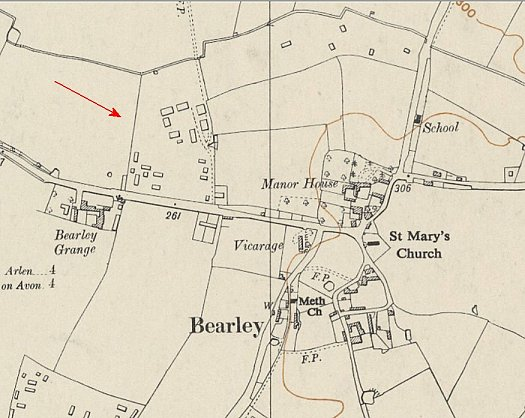 300
F.P.
School
Manor House
306
261
Bearley
Grange
Vicarage
St Mary's
Church
Arlen....4
on Avon. 4
F.P.
W.
Meth
Ch
Bearley
F.P.